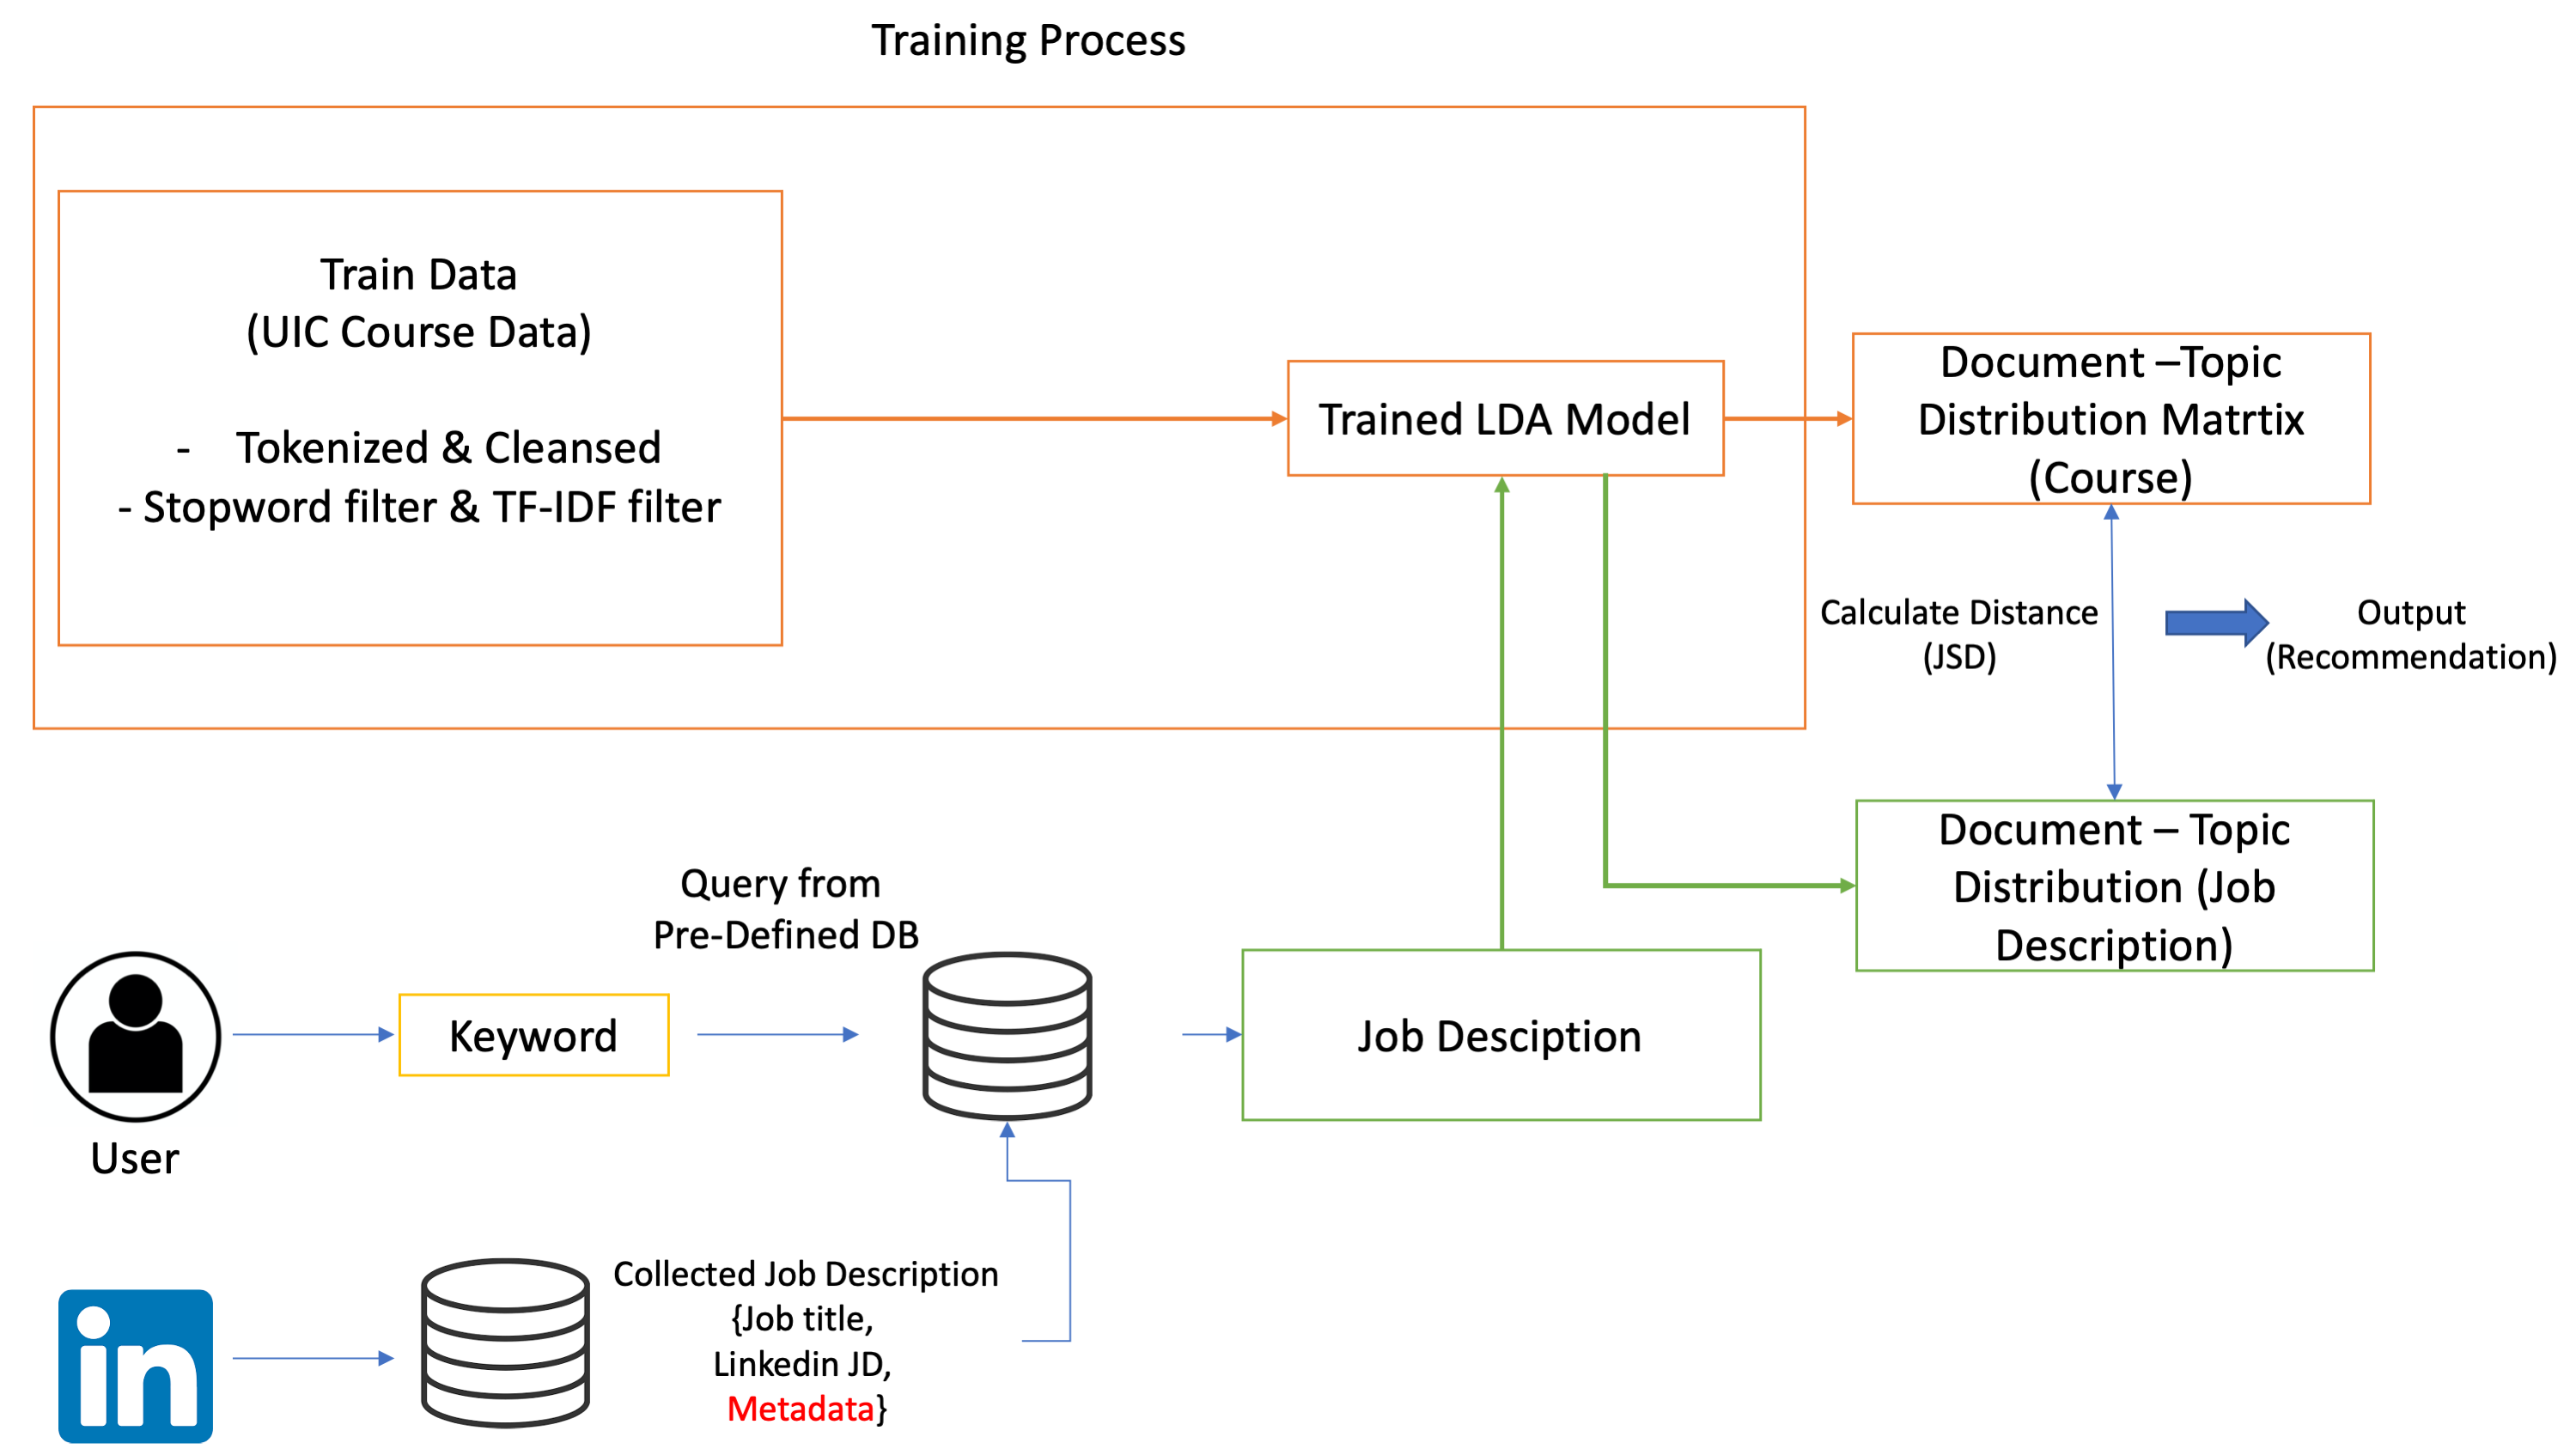 Training Process
Train Data
(UIC Course Data)
- Tokenized & Cleansed
- Stopword filter & TF-IDF filter
Trained LDA Model
Document –Topic
Distribution Matrtix
(Course)
Calculate Distance
(JSD)
Output
(Recommendation)
Document – Topic
Distribution (Job
Description)
Query from
Pre-Defined DB
Keyword
Job Desciption
User
in
Collected Job Description
{Job title,
Linkedin JD,
Metadata}